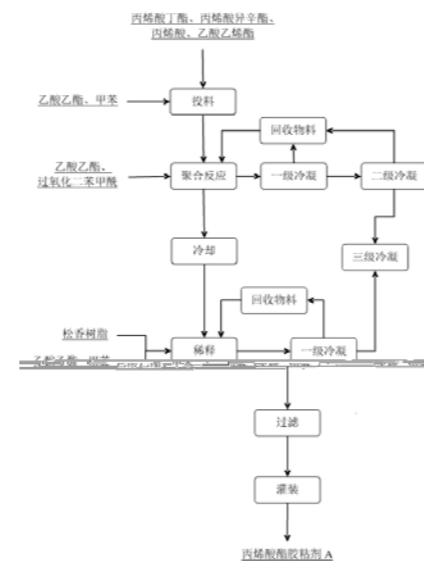 丙烯酸丁酯、丙烯酸异辛酯、
丙烯酸、乙酸乙烯酯
乙酸乙酯、甲苯
投料
回收物料
乙酸乙酯、
过氧化二苯甲酰
聚合反应
一级冷凝
二级冷凝
冷却
三级冷凝
回收物料
松香树脂
稀释
一级冷凝
过滤
灌装
丙烯酸酯胶粘剂 A